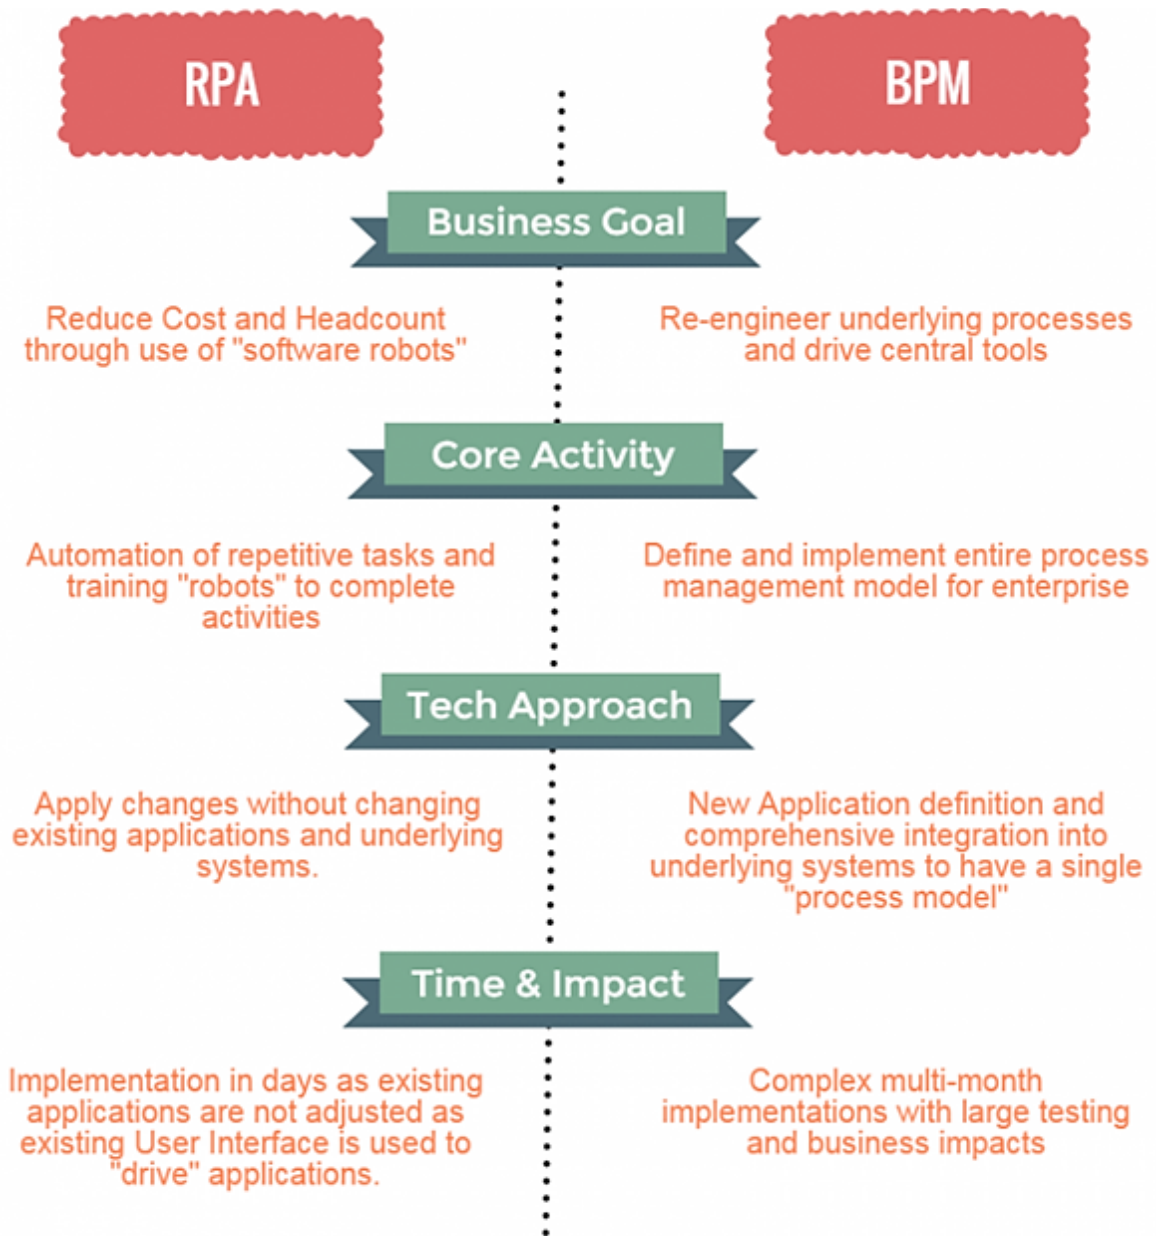 RPA
BPM
Business Goal
Reduce Cost and Headcount
through use of "software robots"
Re-engineer underlying processes
and drive central tools
Core Activity
Automation of repetitive tasks and
training "robots" to complete
activities
Define and implement entire process
management model for enterprise
Tech Approach
Apply changes without changing
existing applications and underlying
systems.
New Application definition and
comprehensive integration into
underlying systems to have a single
"process model"
Time & Impact
Implementation in days as existing
applications are not adjusted as
existing User Interface is used to
"drive" applications.
Complex multi-month
implementations with large testing
and business impacts